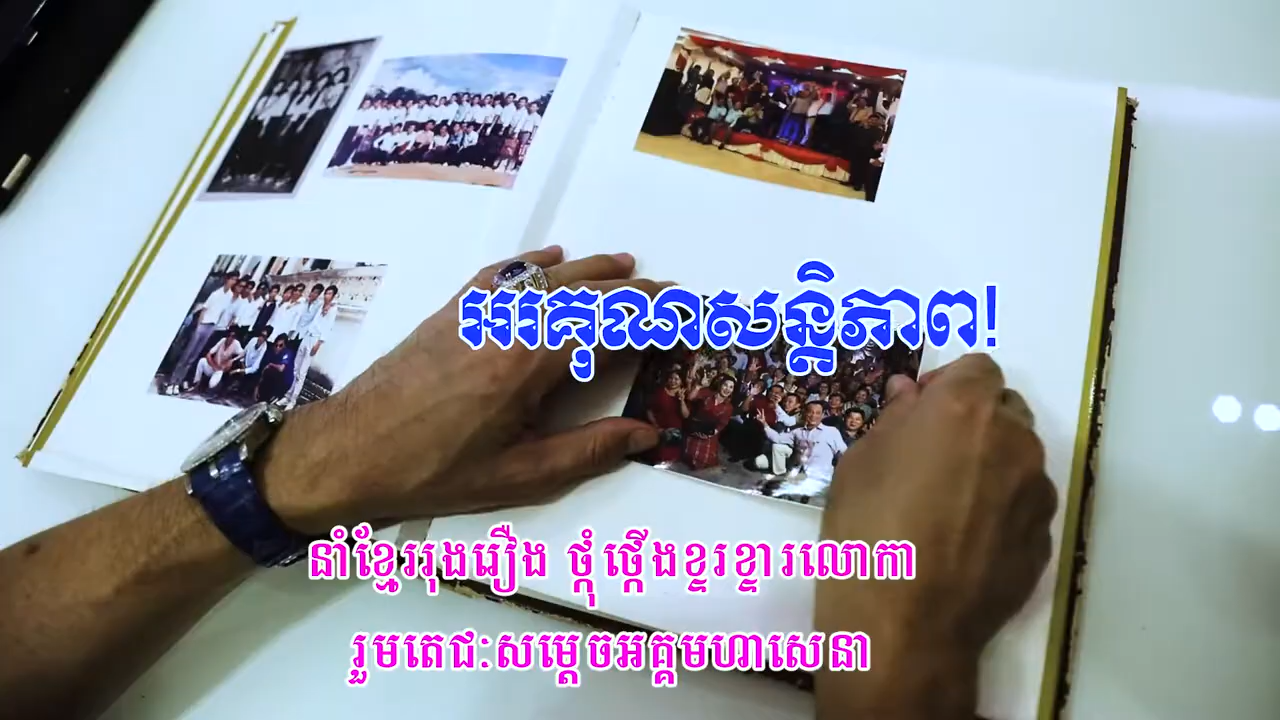 អរគុណសន្តិភាព!
នាំខ្មែររុងរឿង ថ្កុំថ្កើងខ្ទរខ្ទារលោកា
រួមតេជៈសម្តេចអគ្គមហាសេនា